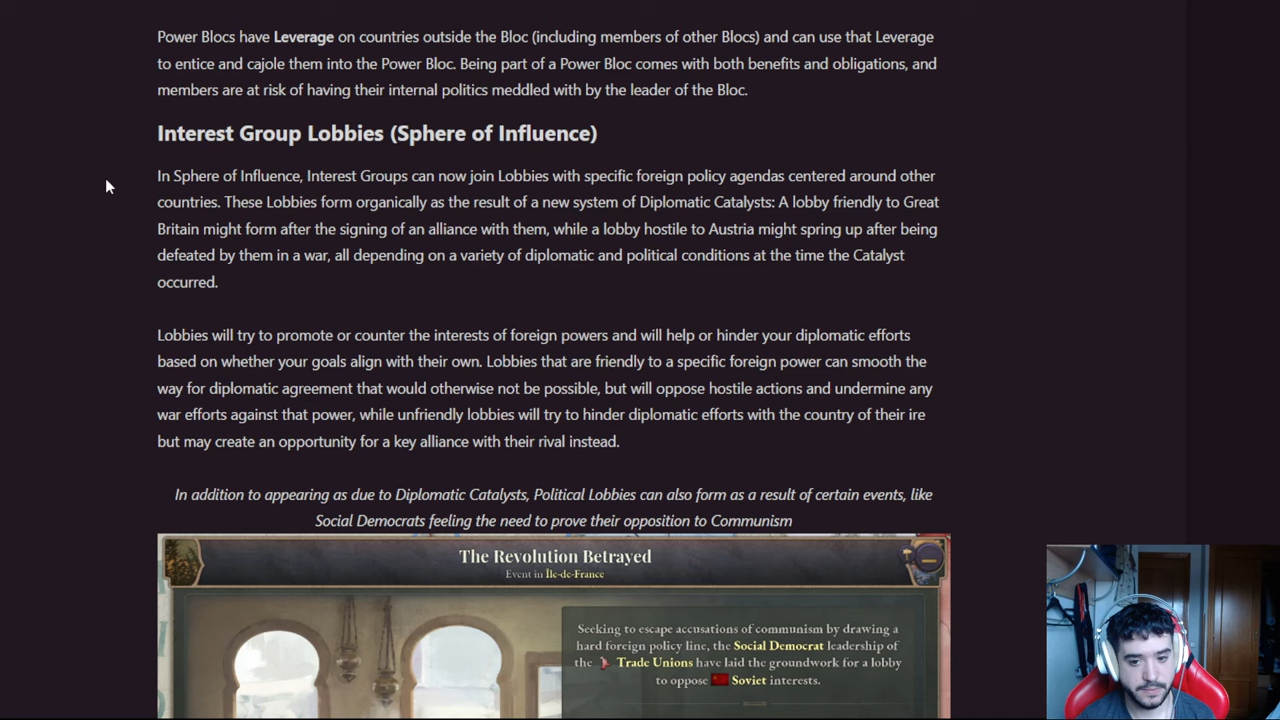 Power Blocs have Leverage on countries outside the Bloc (including members of other Blocs) and can use that Leverage
to entice and cajole them into the Power Bloc. Being part of a Power Bloc comes with both benefits and obligations, and
members are at risk of having their internal politics meddled with by the leader of the Bloc.
Interest Group Lobbies (Sphere of Influence)
In Sphere of Influence, Interest Groups can now join Lobbies with specific foreign policy agendas centered around other
countries. These Lobbies form organically as the result of a new system of Diplomatic Catalysts: A lobby friendly to Great
Britain might form after the signing of an alliance with them, while a lobby hostile to Austria might spring up after being
defeated by them in a war, all depending on a variety of diplomatic and political conditions at the time the Catalyst
occurred.
Lobbies will try to promote or counter the interests of foreign powers and will help or hinder your diplomatic efforts
based on whether your goals align with their own. Lobbies that are friendly to a specific foreign power can smooth the
way for diplomatic agreement that would otherwise not be possible, but will oppose hostile actions and undermine any
war efforts against that power, while unfriendly lobbies will try to hinder diplomatic efforts with the country of their ire
but may create an opportunity for a key alliance with their rival instead.
In addition to appearing as due to Diplomatic Catalysts, Political Lobbies can also form as a result of certain events, like
Social Democrats feeling the need to prove their opposition to Communism
The Revolution Betrayed
Event in Île-de-France
Seeking to escape accusations of communism by drawing a
hard foreign policy line, the Social Democrat leadership of
the Trade Unions have laid the groundwork for a lobby
to oppose Soviet interests.